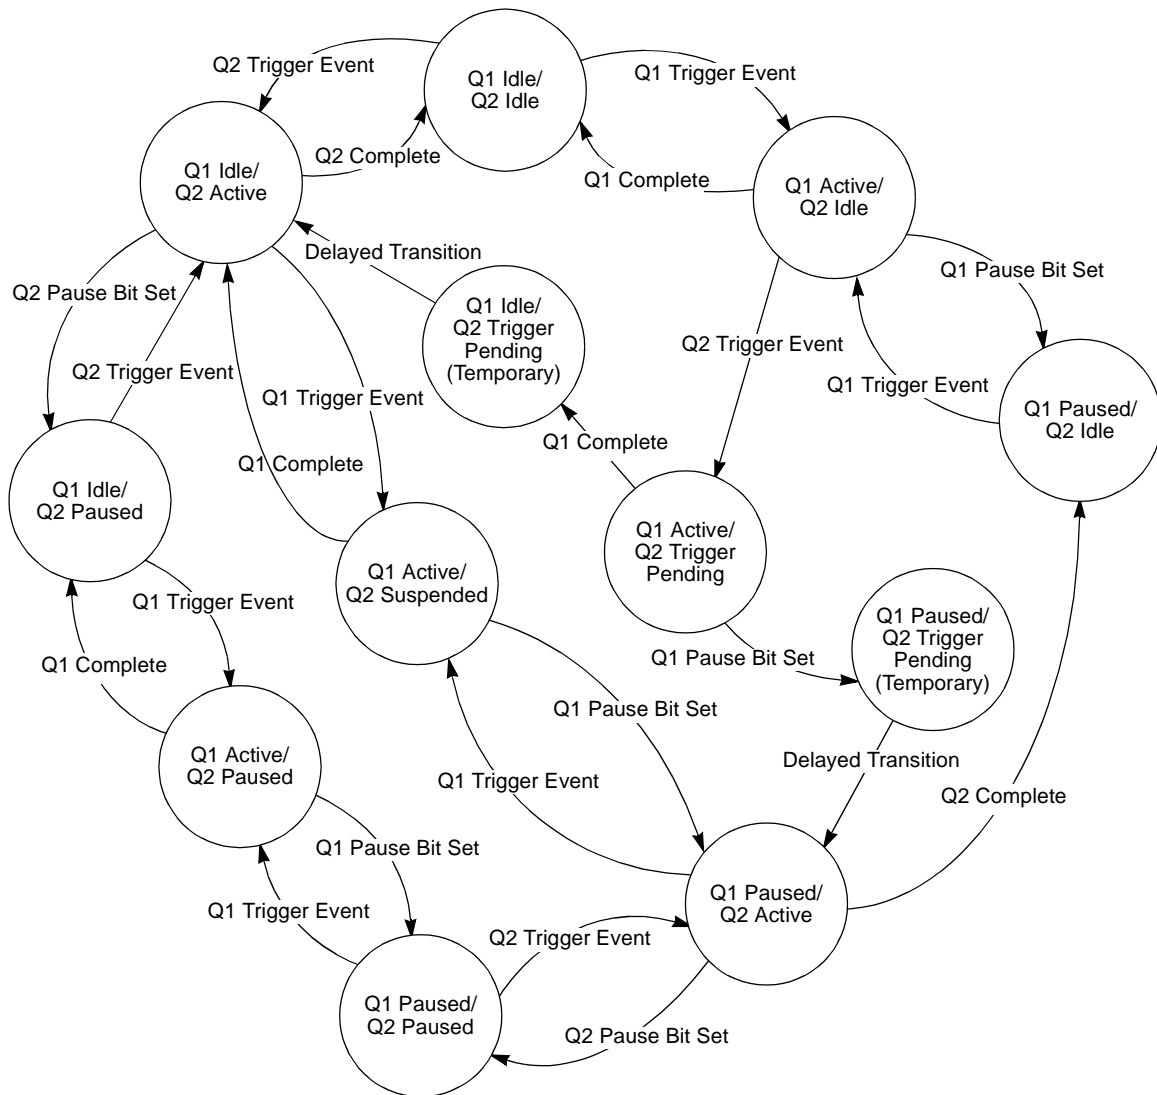 Q2 Trigger Event
Q1 Idle/
Q2 Idle
Q1 Trigger Event
Q2 Complete
Q1 Complete
Q1 Idle/
Q2 Active
Q1 Active/
Q2 Idle
Delayed Transition
Q1 Pause Bit Set
Q2 Pause Bit Set
Q1 Idle/
Q2 Trigger
Pending
(Temporary)
Q2 Trigger Event
Q2 Trigger Event
Q1 Trigger Event
Q1 Trigger Event
Q1 Paused/
Q2 Idle
Q1 Complete
Q1 Complete
Q1 Idle/
Q2 Paused
Q1 Active/
Q2 Trigger
Pending
Q1 Active/
Q2 Suspended
Q1 Trigger Event
Q1 Paused/
Q2 Trigger
Pending
(Temporary)
Q1 Complete
Q1 Pause Bit Set
Q1 Pause Bit Set
Q1 Active/
Q2 Paused
Q1 Trigger Event
Delayed Transition
Q2 Complete
Q1 Pause Bit Set
Q1 Paused/
Q2 Active
Q1 Trigger Event
Q2 Trigger Event
Q1 Paused/
Q2 Paused
Q2 Pause Bit Set